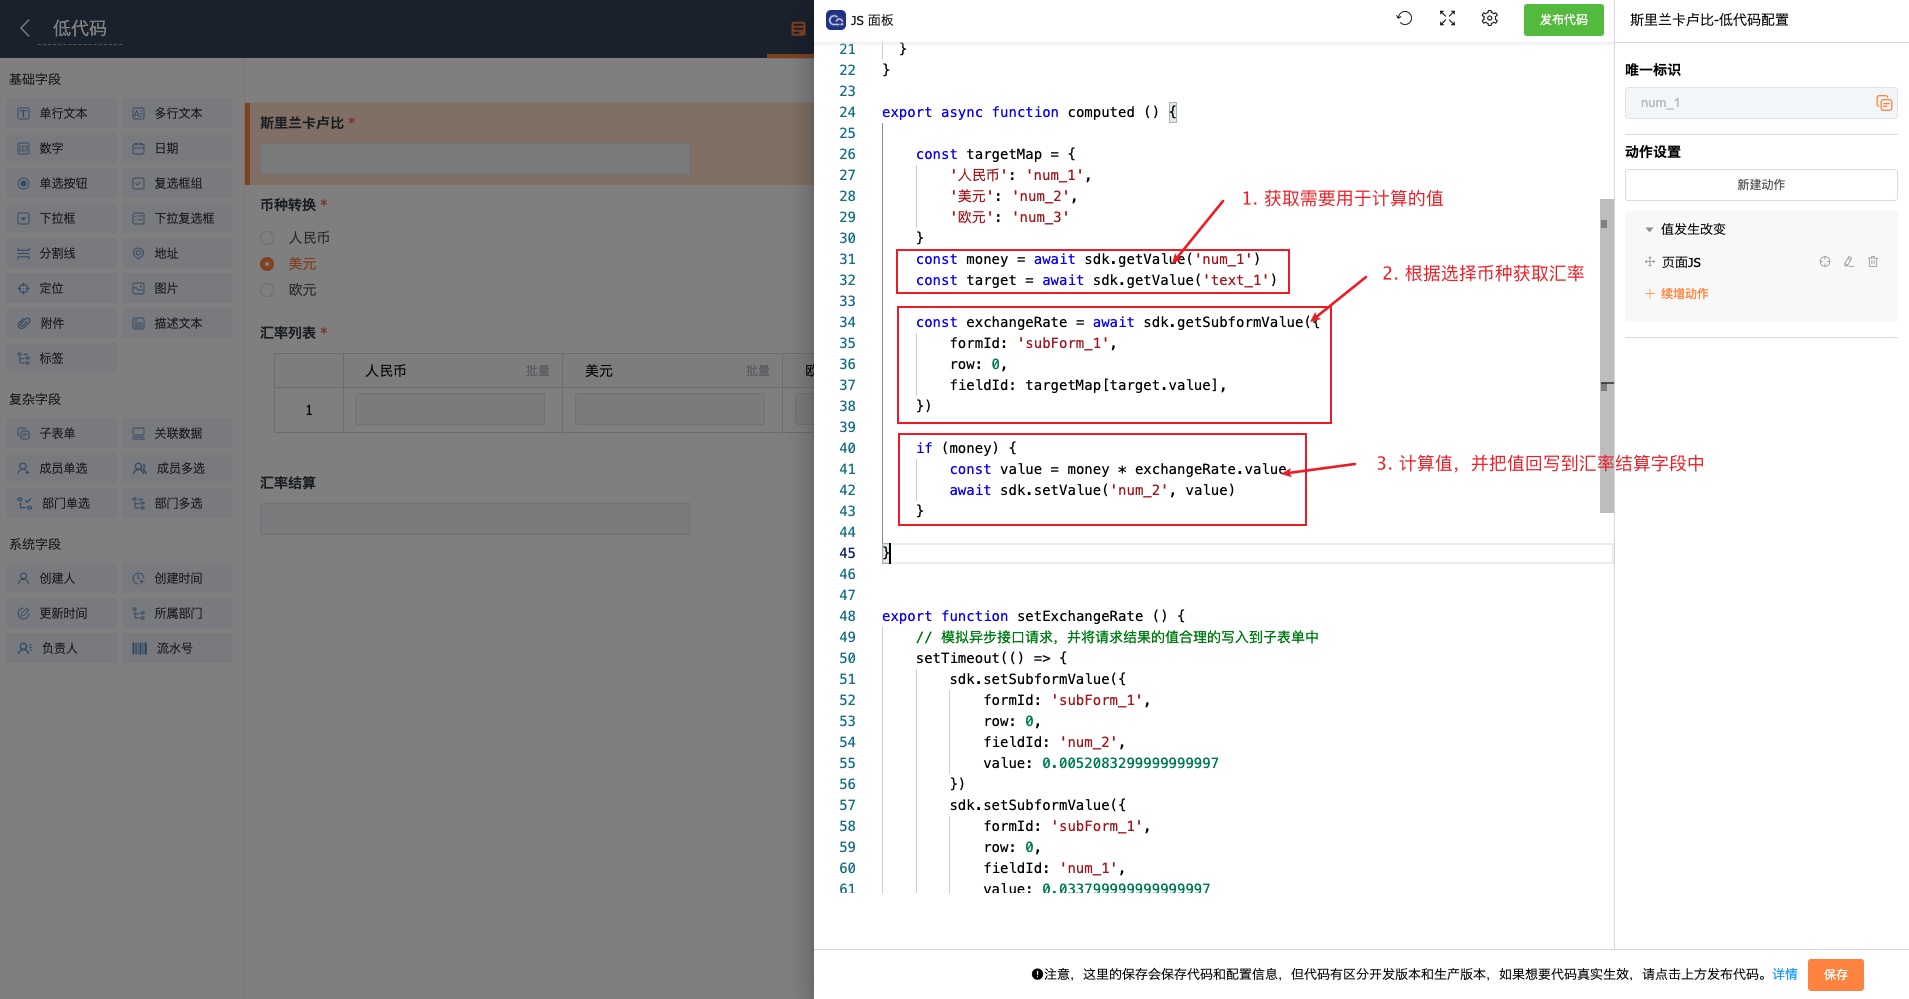 低代码
基础字段
单行文本
多行文本
数字
日期
单选按钮
复选框组
下拉框
下拉复选框
分割线
地址
定位
图片
附件
描述文本
标签
复杂字段
子表单
关联数据
成员单选
成员多选
部门单选
部门多选
系统字段
创建人
创建时间
更新时间
所属部门
负责人
流水号
斯里兰卡卢比 *
币种转换 *
人民币
美元
欧元
汇率列表 *
人民币 批量
美元 批量
1
汇率结算
JS 面板
发布代码
21 }
22 }
23
24 export async function computed () {
25
26 const targetMap = {
27 '人民币': 'num_1',
28 '美元': 'num_2',
29 '欧元': 'num_3'
30 }
31 const money = await sdk.getValue('num_1')
32 const target = await sdk.getValue('text_1')
33
34 const exchangeRate = await sdk.getSubformValue({
35 formId: 'subForm_1',
36 row: 0,
37 fieldId: targetMap[target.value],
38 })
39
40 if (money) {
41 const value = money * exchangeRate.value
42 await sdk.setValue('num_2', value)
43 }
44
45 }
46
47
48 export function setExchangeRate () {
49 // 模拟异步接口请求，并将请求结果的值合理的写入到子表单中
50 setTimeout(() => {
51 sdk.setSubformValue({
52 formId: 'subForm_1',
53 row: 0,
54 fieldId: 'num_2',
55 value: 0.0052083299999999997
56 })
57 sdk.setSubformValue({
58 formId: 'subForm_1',
59 row: 0,
60 fieldId: 'num_1',
61 value: 0.033799999999999997
1. 获取需要用于计算的值
2. 根据选择币种获取汇率
3. 计算值，并把值回写到汇率结算字段中
斯里兰卡卢比-低代码配置
唯一标识
num_1
动作设置
新建动作
值发生改变
页面JS
+ 续增动作
注意，这里的保存会保存代码和配置信息，但代码有区分开发版本和生产版本，如果想要代码真实生效，请点击上方发布代码。详情
保存